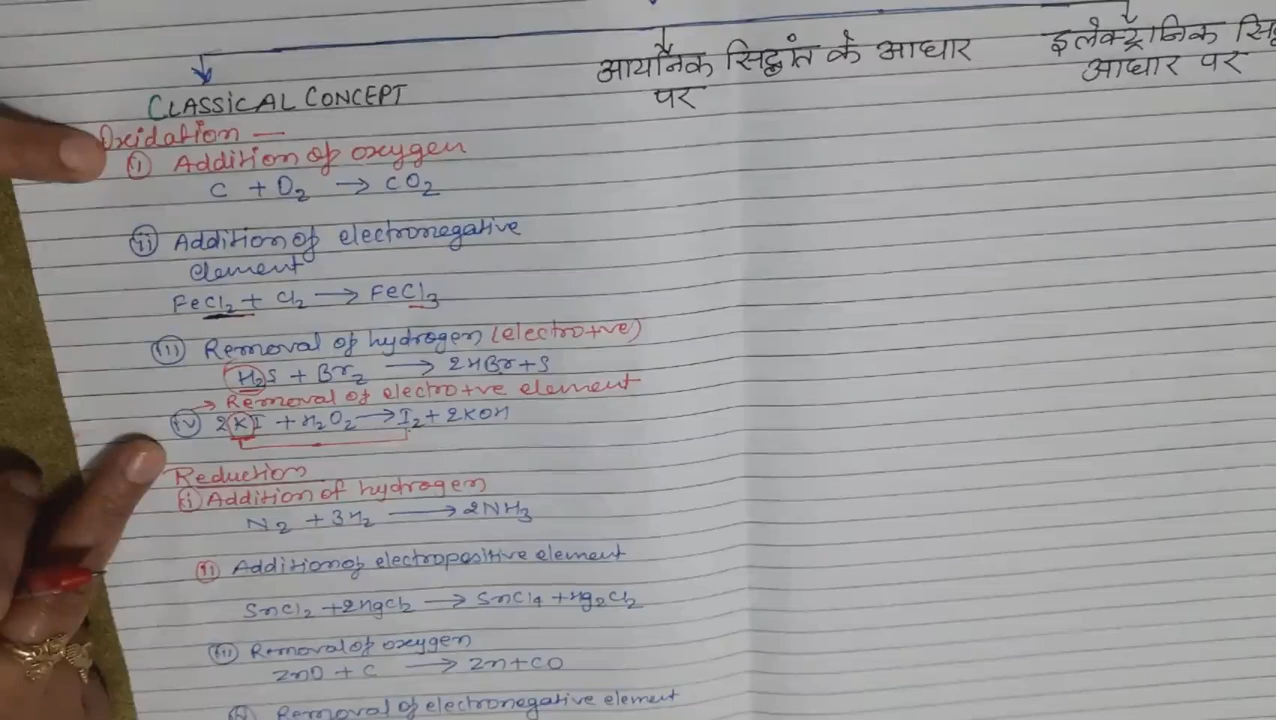 आयनिक सिद्धांत के आधार
पर
इलेक्ट्रॉनिक
आधार पर
CLASSICAL CONCEPT
Oxidation —
(i) Addition of oxygen
C + O₂ → CO₂
(ii) Addition of electronegative
element
FeCl₂ + Cl₂ → FeCl₃
(iii) Removal of hydrogen (electro+ve)
H₂S + Br₂ → 2HBr + S
→ Removal of electro+ve element
(iv) 2KI + H₂O₂ → I₂ + 2KOH
Reduction
(i) Addition of hydrogen
N₂ + 3H₂ → 2NH₃
(ii) Addition of electropositive element
SnCl₂ + 2HgCl₂ → SnCl₄ + Hg₂Cl₂
(iii) Removal of oxygen
ZnO + C → Zn + CO
Removal of electronegative element